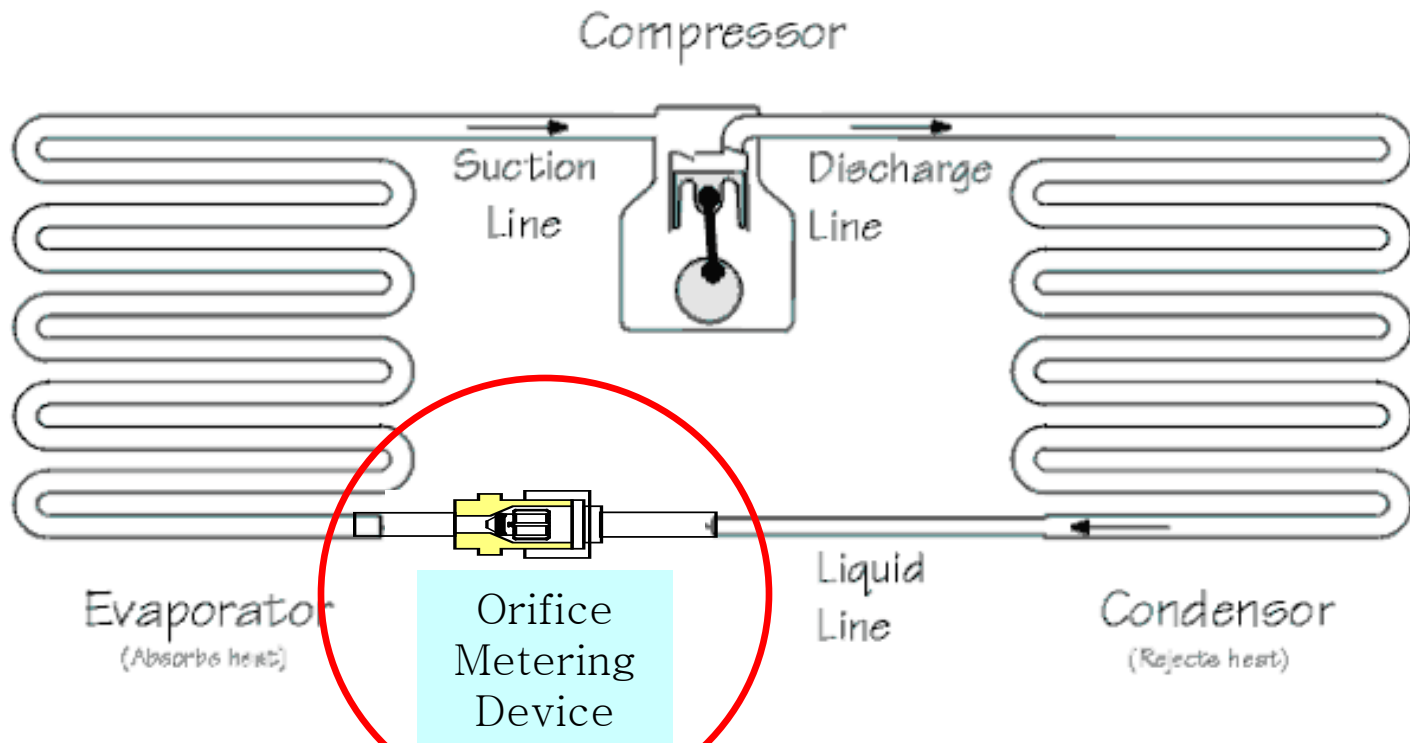 Compressor
Suction
Line
Discharge
Line
Evaporator
(Absorbs heat)
Orifice
Metering
Device
Liquid
Line
Condensor
(Rejects heat)